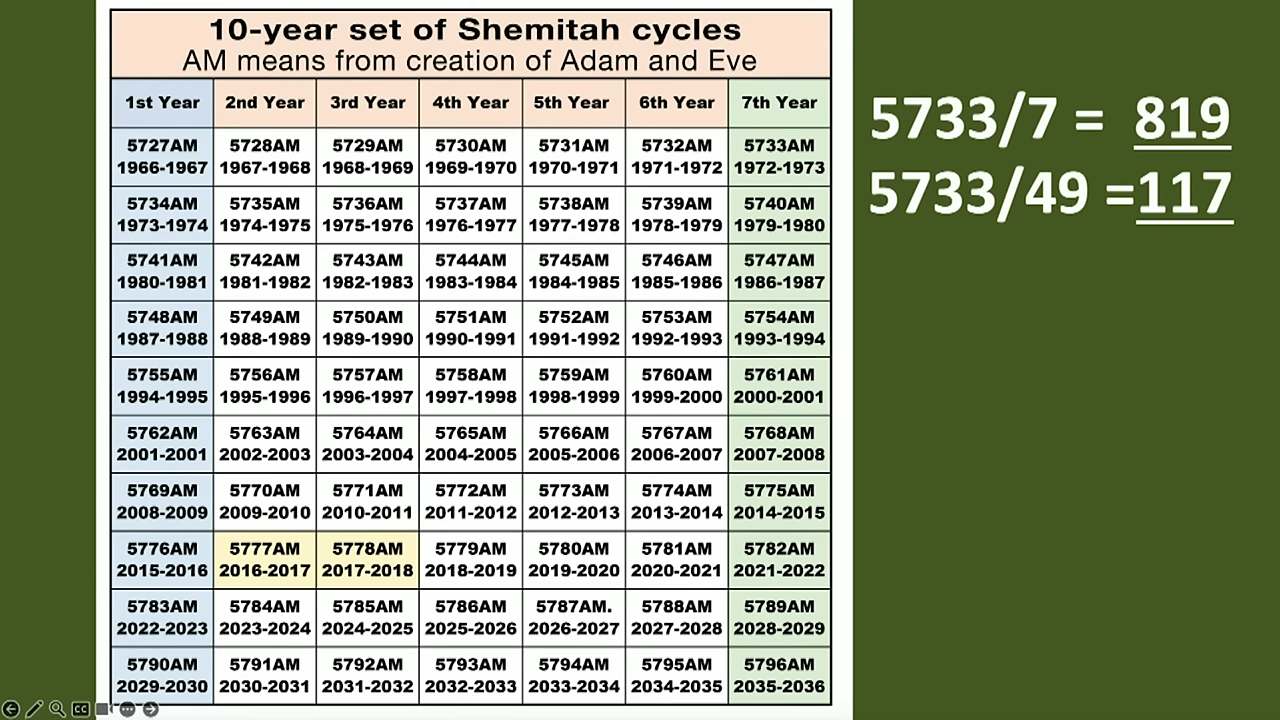 10-year set of Shemitah cycles
AM means from creation of Adam and Eve
1st Year 2nd Year 3rd Year 4th Year 5th Year 6th Year 7th Year
5727AM 5728AM 5729AM 5730AM 5731AM 5732AM 5733AM
1966-1967 1967-1968 1968-1969 1969-1970 1970-1971 1971-1972 1972-1973
5734AM 5735AM 5736AM 5737AM 5738AM 5739AM 5740AM
1973-1974 1974-1975 1975-1976 1976-1977 1977-1978 1978-1979 1979-1980
5741AM 5742AM 5743AM 5744AM 5745AM 5746AM 5747AM
1980-1981 1981-1982 1982-1983 1983-1984 1984-1985 1985-1986 1986-1987
5748AM 5749AM 5750AM 5751AM 5752AM 5753AM 5754AM
1987-1988 1988-1989 1989-1990 1990-1991 1991-1992 1992-1993 1993-1994
5755AM 5756AM 5757AM 5758AM 5759AM 5760AM 5761AM
1994-1995 1995-1996 1996-1997 1997-1998 1998-1999 1999-2000 2000-2001
5762AM 5763AM 5764AM 5765AM 5766AM 5767AM 5768AM
2001-2001 2002-2003 2003-2004 2004-2005 2005-2006 2006-2007 2007-2008
5769AM 5770AM 5771AM 5772AM 5773AM 5774AM 5775AM
2008-2009 2009-2010 2010-2011 2011-2012 2012-2013 2013-2014 2014-2015
5776AM 5777AM 5778AM 5779AM 5780AM 5781AM 5782AM
2015-2016 2016-2017 2017-2018 2018-2019 2019-2020 2020-2021 2021-2022
5783AM 5784AM 5785AM 5786AM 5787AM. 5788AM 5789AM
2022-2023 2023-2024 2024-2025 2025-2026 2026-2027 2027-2028 2028-2029
5790AM 5791AM 5792AM 5793AM 5794AM 5795AM 5796AM
2029-2030 2030-2031 2031-2032 2032-2033 2033-2034 2034-2035 2035-2036
5733/7 = 819
5733/49 =117
CC